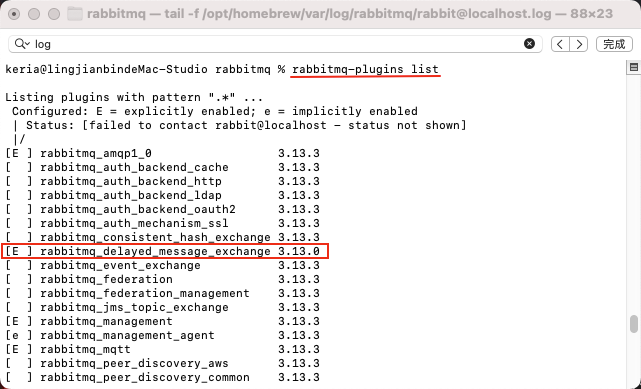 rabbitmq — tail -f /opt/homebrew/var/log/rabbitmq/rabbit@localhost.log — 88×23
log 完成
keria@lingjianbindeMac-Studio rabbitmq % rabbitmq-plugins list
Listing plugins with pattern ".*" ...
 Configured: E = explicitly enabled; e = implicitly enabled
 | Status: [failed to contact rabbit@localhost - status not shown]
 |/
[E ] rabbitmq_amqp1_0                  3.13.3
[  ] rabbitmq_auth_backend_cache       3.13.3
[  ] rabbitmq_auth_backend_http        3.13.3
[  ] rabbitmq_auth_backend_ldap        3.13.3
[  ] rabbitmq_auth_backend_oauth2      3.13.3
[  ] rabbitmq_auth_mechanism_ssl       3.13.3
[  ] rabbitmq_consistent_hash_exchange 3.13.3
[E ] rabbitmq_delayed_message_exchange 3.13.0
[  ] rabbitmq_event_exchange           3.13.3
[  ] rabbitmq_federation               3.13.3
[  ] rabbitmq_federation_management    3.13.3
[  ] rabbitmq_jms_topic_exchange       3.13.3
[E ] rabbitmq_management               3.13.3
[e ] rabbitmq_management_agent         3.13.3
[E ] rabbitmq_mqtt                     3.13.3
[  ] rabbitmq_peer_discovery_aws       3.13.3
[  ] rabbitmq_peer_discovery_common    3.13.3